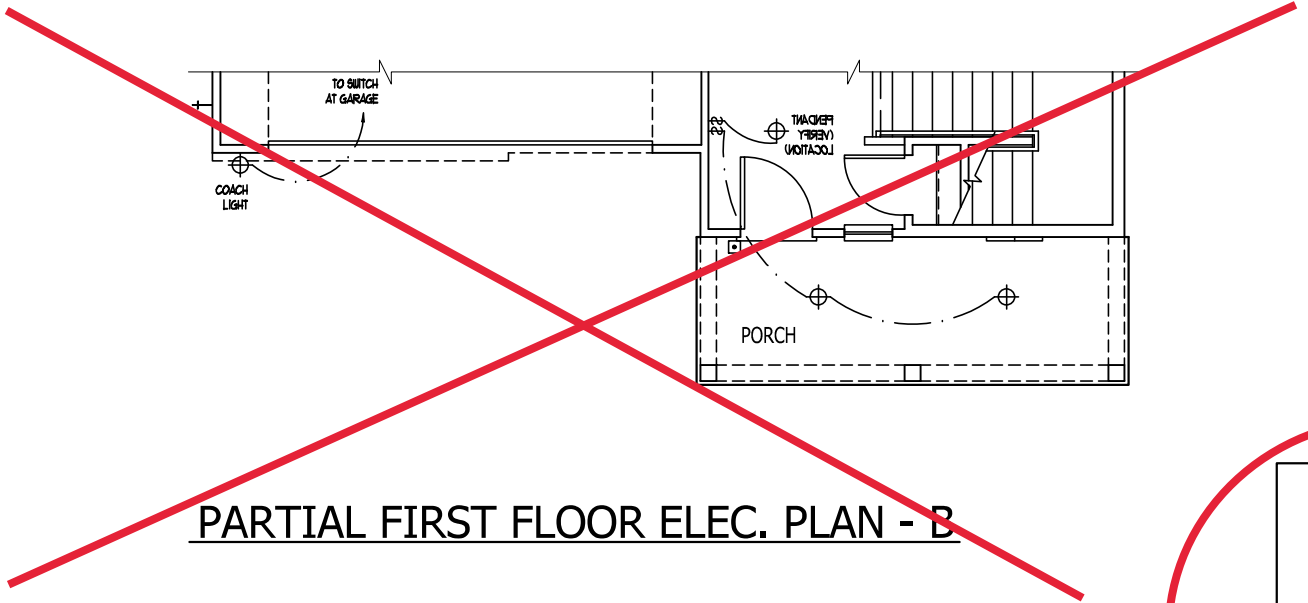 TO SWITCH
AT GARAGE
PENDANT
(VERIFY
LOCATION)
$$
COACH
LIGHT
PORCH
PARTIAL FIRST FLOOR ELEC. PLAN - B